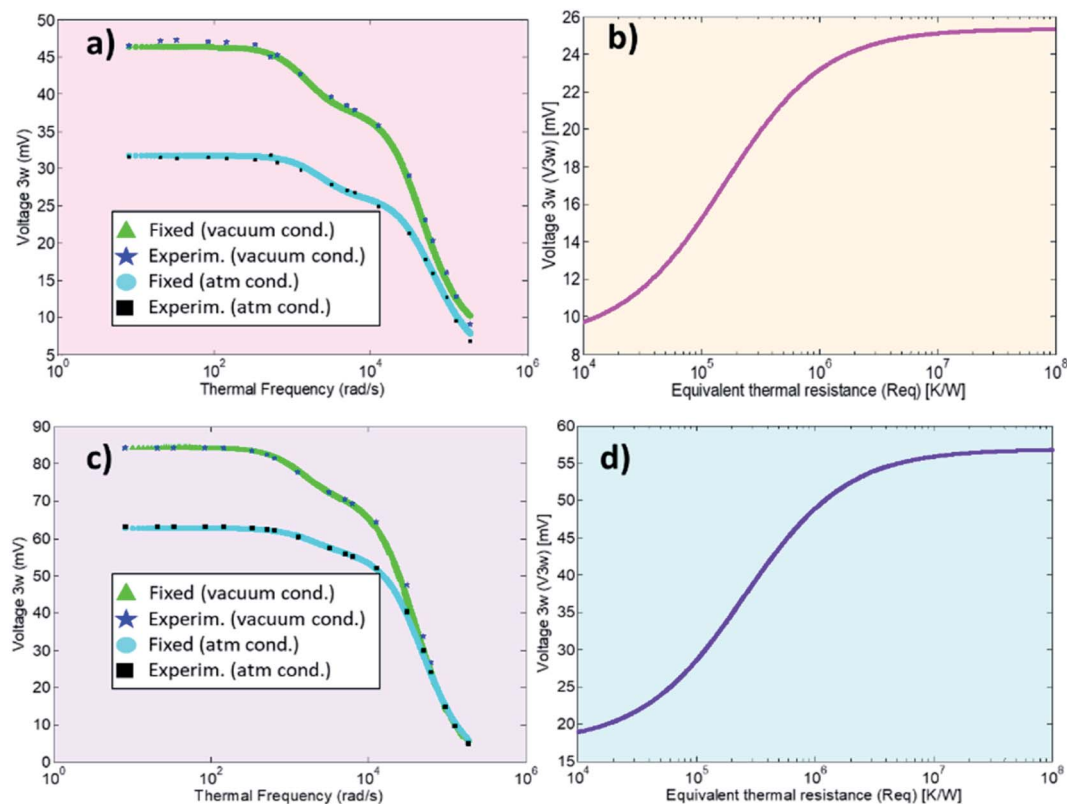 a)
50
45
40
35
30
25
20
15
10
5
Voltage 3w (mV)
Fixed (vacuum cond.)
Experim. (vacuum cond.)
Fixed (atm cond.)
Experim. (atm cond.)
10^0 10^2 10^4 10^6
Thermal Frequency (rad/s)
b)
26
24
22
20
18
16
14
12
10
8
Voltage 3w (V3w) [mV]
10^4 10^5 10^6 10^7 10^8
Equivalent thermal resistance (Req) [K/W]
c)
90
80
70
60
50
40
30
20
10
0
Voltage 3w (mV)
Fixed (vacuum cond.)
Experim. (vacuum cond.)
Fixed (atm cond.)
Experim. (atm cond.)
10^0 10^2 10^4 10^6
Thermal Frequency (rad/s)
d)
60
55
50
45
40
35
30
25
20
15
Voltage 3w (V3w) [mV]
10^4 10^5 10^6 10^7 10^8
Equivalent thermal resistance (Req) [K/W]